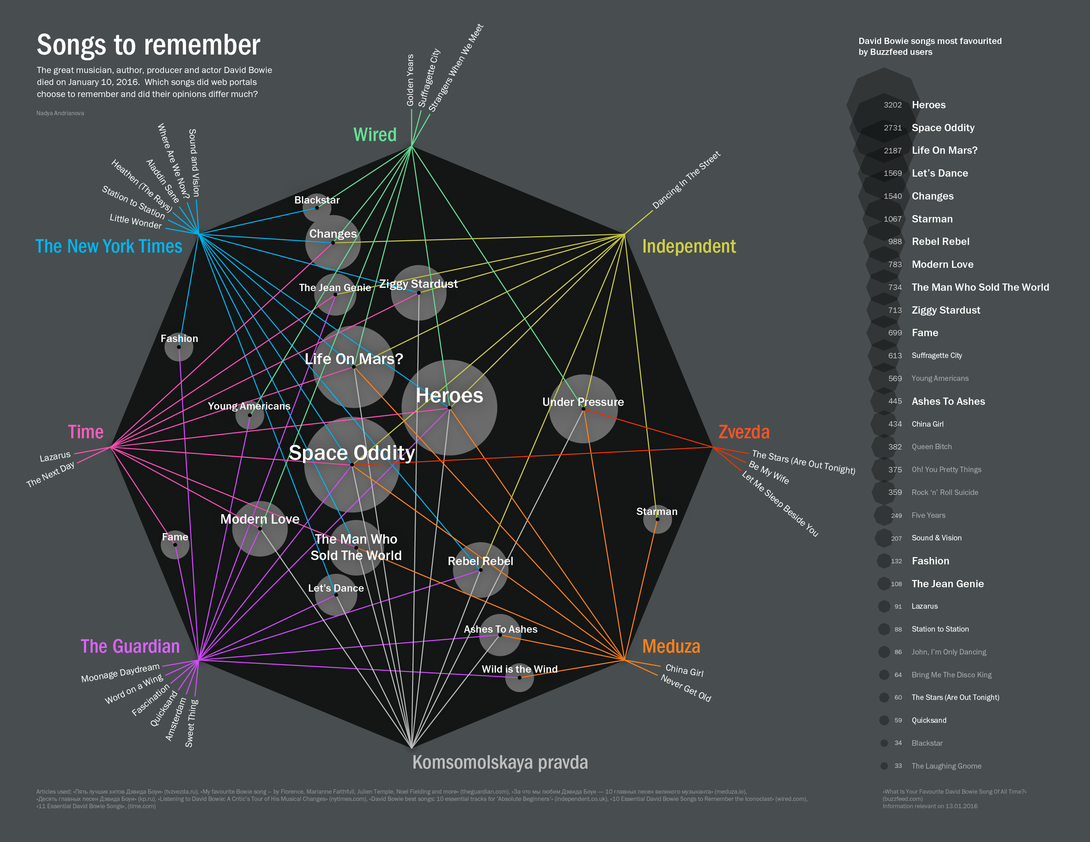 Songs to remember
The great musician, author, producer and actor David Bowie
died on January 10, 2016. Which songs did web portals
choose to remember and did their opinions differ much?
Nadya Andrianova
Wired
Golden Years
Suffragette City
Strangers When We Meet
Independent
Dancing In The Street
Zvezda
The Stars (Are Out Tonight)
Be My Wife
Let Me Sleep Beside You
Meduza
China Girl
Never Get Old
Komsomolskaya pravda
The Guardian
Moonage Daydream
Word on a Wing
Fascination
Quicksand
Amsterdam
Sweet Thing
Time
Lazarus
The Next Day
The New York Times
Little Wonder
Station to Station
Heathen (The Rays)
Aladdin Sane
Where Are We Now?
Sound and Vision
Blackstar
Changes
The Jean Genie
Ziggy Stardust
Fashion
Life On Mars?
Heroes
Young Americans
Under Pressure
Space Oddity
Modern Love
Starman
Fame
The Man Who
Sold The World
Rebel Rebel
Let's Dance
Ashes To Ashes
Wild is the Wind
David Bowie songs most favourited
by Buzzfeed users
3202 Heroes
2731 Space Oddity
2187 Life On Mars?
1569 Let's Dance
1540 Changes
1067 Starman
988 Rebel Rebel
783 Modern Love
734 The Man Who Sold The World
713 Ziggy Stardust
699 Fame
613 Suffragette City
569 Young Americans
445 Ashes To Ashes
434 China Girl
382 Queen Bitch
375 Oh! You Pretty Things
359 Rock 'n' Roll Suicide
249 Five Years
207 Sound & Vision
132 Fashion
108 The Jean Genie
91 Lazarus
88 Station to Station
86 John, I'm Only Dancing
64 Bring Me The Disco King
60 The Stars (Are Out Tonight)
59 Quicksand
34 Blackstar
33 The Laughing Gnome
Articles used: «Пять лучших хитов Дэвида Боуи» (tvzvezda.ru), «My favourite Bowie song – by Florence, Marianne Faithfull, Julien Temple, Noel Fielding and more» (theguardian.com), «За что мы любим Дэвида Боуи — 10 главных песен великого музыканта» (meduza.io),
«Десять главных песен Дэвида Боуи» (kp.ru), «Listening to David Bowie: A Critic's Tour of His Musical Changes» (nytimes.com), «David Bowie best songs: 10 essential tracks for 'Absolute Beginners'» (independent.co.uk), «10 Essential David Bowie Songs to Remember the Iconoclast» (wired.com),
«11 Essential David Bowie Songs», (time.com)
«What Is Your Favourite David Bowie Song Of All Time?»
(buzzfeed.com)
Information relevant on 13.01.2016